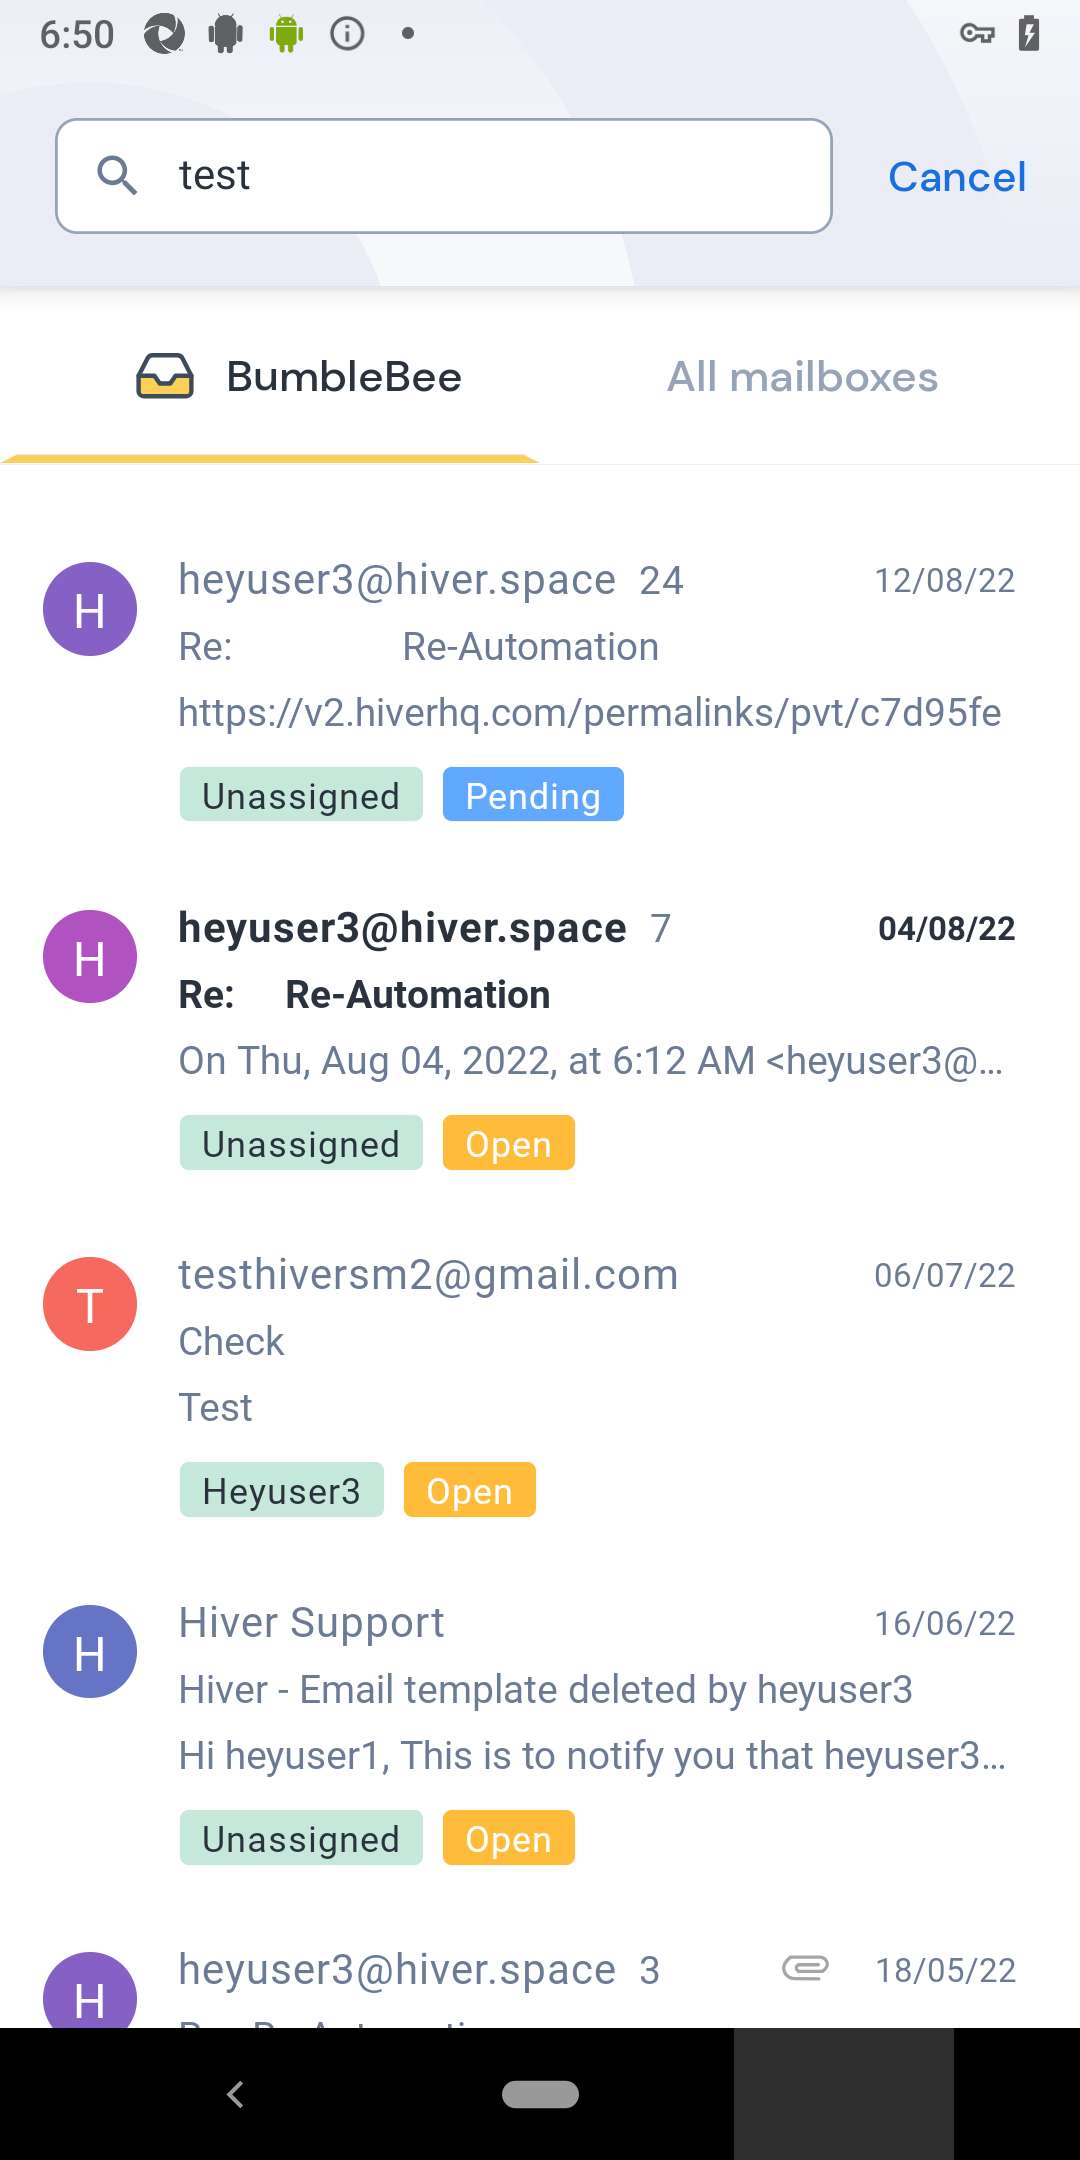 6:50
test
Cancel
BumbleBee
All mailboxes
H
heyuser3@hiver.space 24
12/08/22
Re: Re-Automation
https://v2.hiverhq.com/permalinks/pvt/c7d95fe
Unassigned
Pending
H
heyuser3@hiver.space 7
04/08/22
Re: Re-Automation
On Thu, Aug 04, 2022, at 6:12 AM <heyuser3@...
Unassigned
Open
T
testhiversm2@gmail.com
06/07/22
Check
Test
Heyuser3
Open
H
Hiver Support
16/06/22
Hiver - Email template deleted by heyuser3
Hi heyuser1, This is to notify you that heyuser3...
Unassigned
Open
H
heyuser3@hiver.space 3
18/05/22